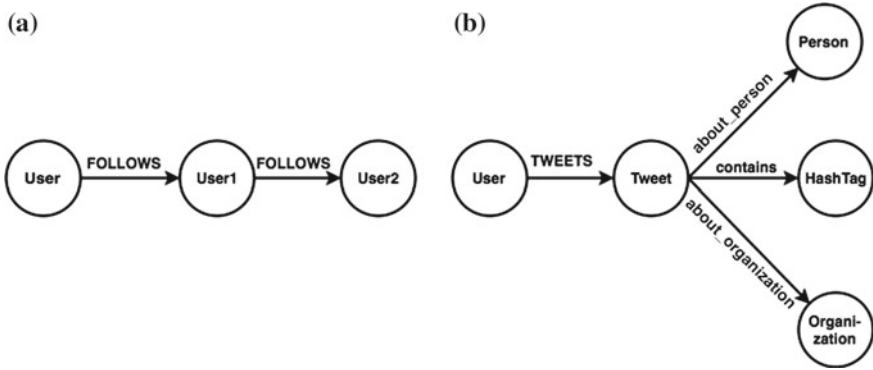 (a)
User
FOLLOWS
User1
FOLLOWS
User2
(b)
User
TWEETS
Tweet
about_person
Person
contains
HashTag
about_organization
Organi-
zation